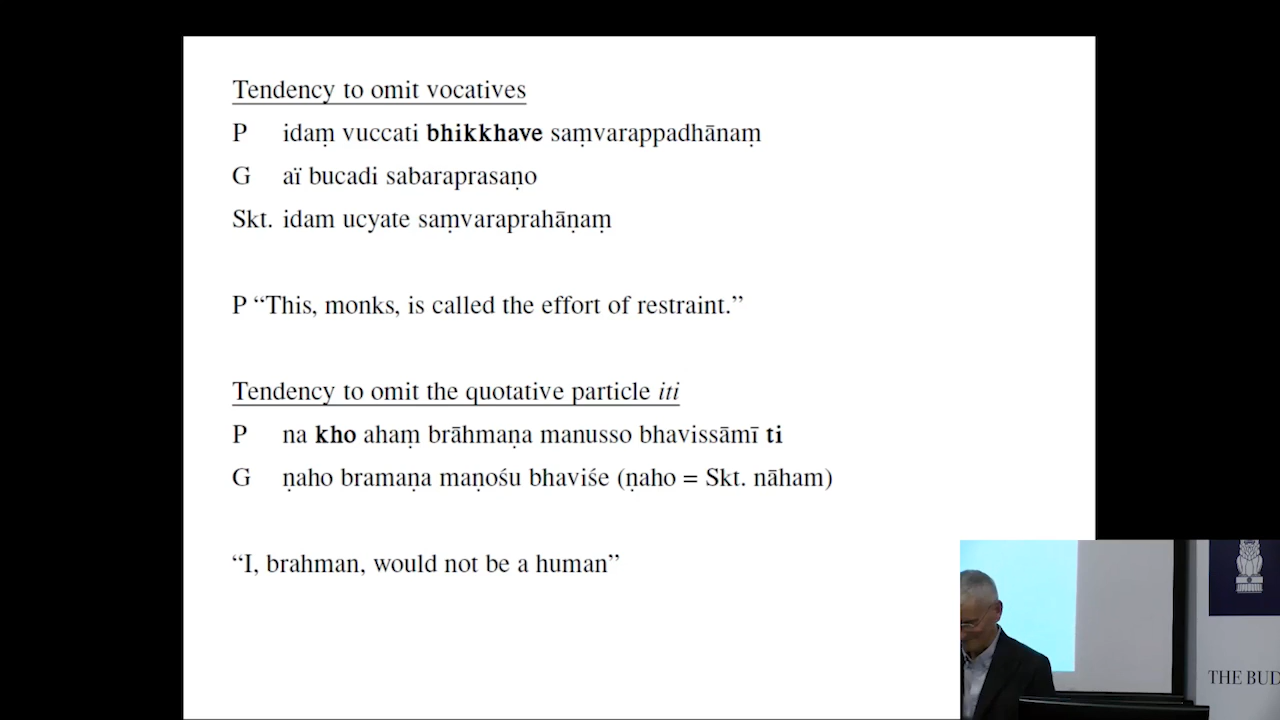 Tendency to omit vocatives
P idaṃ vuccati bhikkhave saṃvarappadhānaṃ
G aï bucadi sabaraprasaṇo
Skt. idam ucyate saṃvaraprahāṇaṃ
P “This, monks, is called the effort of restraint.”
Tendency to omit the quotative particle iti
P na kho ahaṃ brāhmaṇa manusso bhavissāmī ti
G ṇaho bramaṇa maṇośu bhaviśe (ṇaho = Skt. nāham)
“I, brahman, would not be a human”
THE BUD